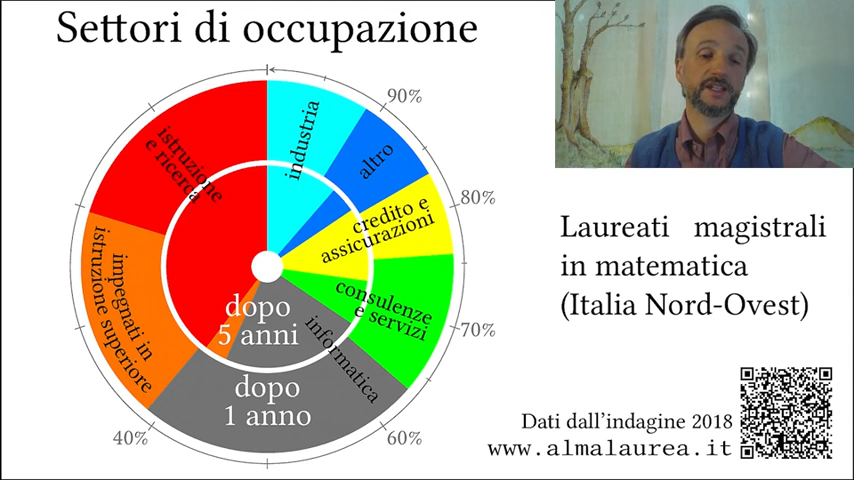 Settori di occupazione
industria
90%
altro
80%
credito e
assicurazioni
consulenze
e servizi
70%
informatica
60%
40%
impegnati in
istruzione superiore
istruzione
e ricerca
dopo
5 anni
dopo
1 anno
Laureati magistrali
in matematica
(Italia Nord-Ovest)
Dati dall'indagine 2018
www.almalaurea.it